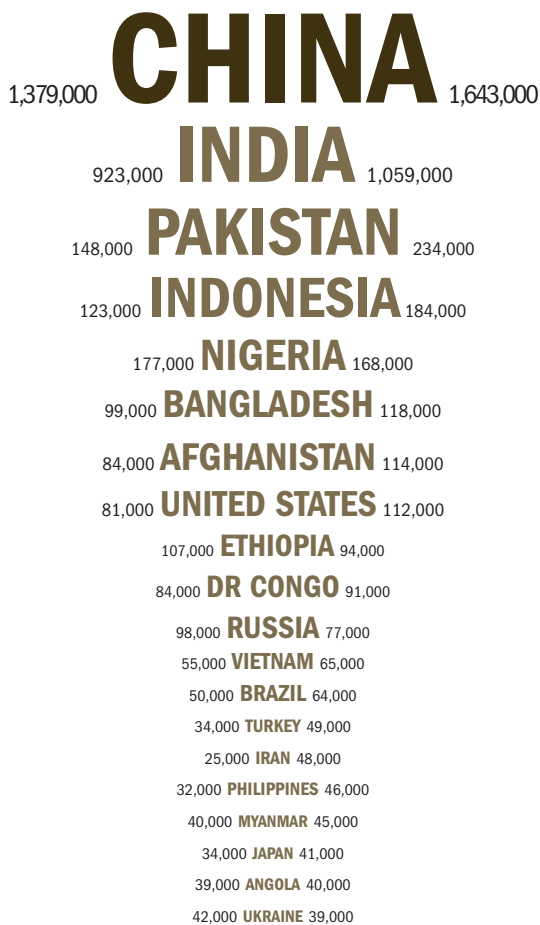 1,379,000 CHINA 1,643,000
923,000 INDIA 1,059,000
148,000 PAKISTAN 234,000
123,000 INDONESIA 184,000
177,000 NIGERIA 168,000
99,000 BANGLADESH 118,000
84,000 AFGHANISTAN 114,000
81,000 UNITED STATES 112,000
107,000 ETHIOPIA 94,000
84,000 DR CONGO 91,000
98,000 RUSSIA 77,000
55,000 VIETNAM 65,000
50,000 BRAZIL 64,000
34,000 TURKEY 49,000
25,000 IRAN 48,000
32,000 PHILIPPINES 46,000
40,000 MYANMAR 45,000
34,000 JAPAN 41,000
39,000 ANGOLA 40,000
42,000 UKRAINE 39,000